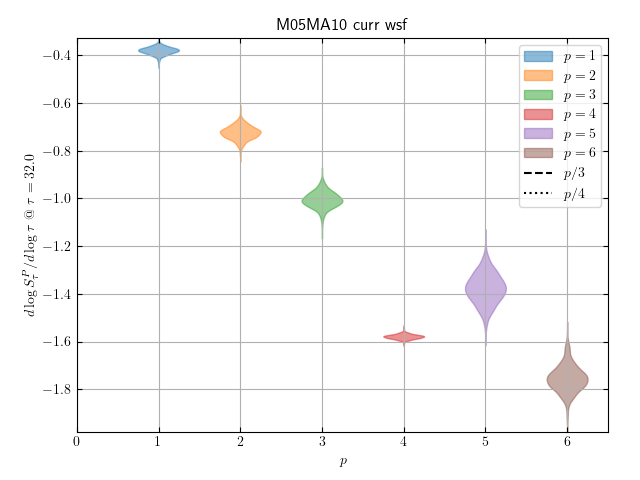 M05MA10 curr wsf
−0.4
−0.6
−0.8
−1.0
−1.2
−1.4
−1.6
−1.8
d log S_τ^P / d log τ @ τ = 32.0
0 1 2 3 4 5 6
p
p = 1
p = 2
p = 3
p = 4
p = 5
p = 6
p/3
p/4